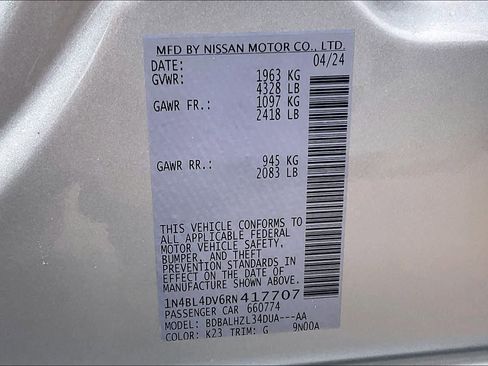 MFD BY NISSAN MOTOR CO., LTD.
DATE: 04/24
GVWR: 1963 KG
4328 LB
GAWR FR.: 1097 KG
2418 LB
GAWR RR.: 945 KG
2083 LB
THIS VEHICLE CONFORMS TO
ALL APPLICABLE FEDERAL
MOTOR VEHICLE SAFETY,
BUMPER, AND THEFT
PREVENTION STANDARDS IN
EFFECT ON THE DATE OF
MANUFACTURE SHOWN ABOVE.
1N4BL4DV6RN417707
PASSENGER CAR 660774
MODEL: BDBALHZL34DUA---AA
COLOR: K23 TRIM: G 9N00A